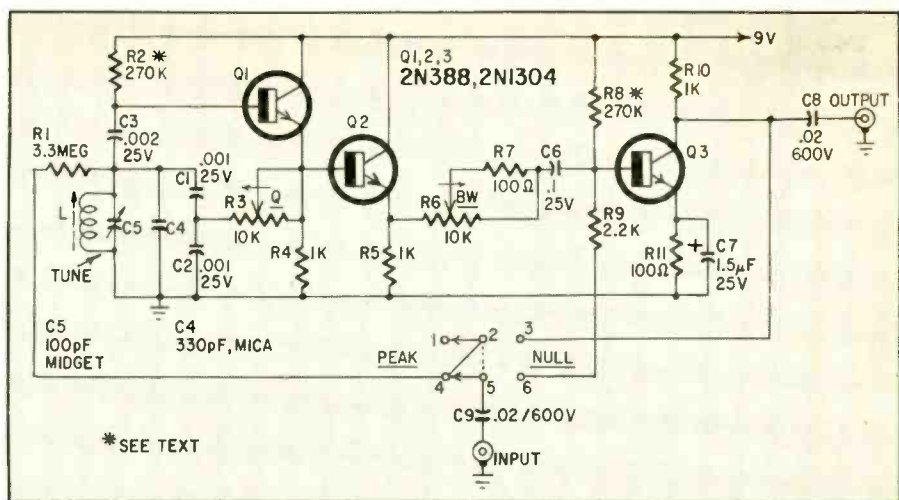 R2 *
270K
Q1
Q1,2,3
2N388,2N1304
9V
R10
1K
R8 *
270K
C8 OUTPUT
.02
600V
C3
.002
25V
Q2
Q3
R1
3.3MEG
.001
25V
C1
R7
100Ω
C6
.1
25V
L
C5
C4
R3
Q
10K
R6
BW
10K
R9
2.2K
C2
.001
25V
R4
1K
R5
1K
R11
100Ω
+
C7
1.5µF
25V
TUNE
C5
100pF
MIDGET
C4
330pF, MICA
1
2
3
PEAK
NULL
4
5
6
C9
.02/600V
*SEE TEXT
INPUT